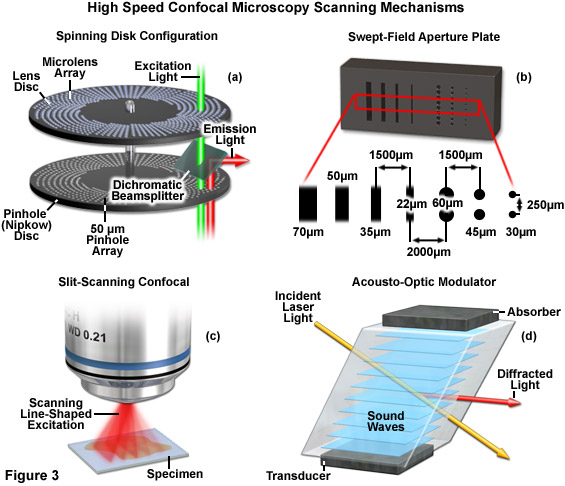 High Speed Confocal Microscopy Scanning Mechanisms
Spinning Disk Configuration
Microlens
Array
Excitation
Light
(a)
Lens
Disc
Emission
Light
Dichromatic
Beamsplitter
Pinhole
(Nipkow)
Disc
50 μm
Pinhole
Array
Swept-Field Aperture Plate
(b)
1500μm
1500μm
50μm
22μm
60μm
250μm
70μm
35μm
45μm
30μm
2000μm
Slit-Scanning Confocal
(c)
WD 0.21
Scanning
Line-Shaped
Excitation
Specimen
Figure 3
Acousto-Optic Modulator
Incident
Laser
Light
Absorber
(d)
Diffracted
Light
Sound
Waves
Transducer